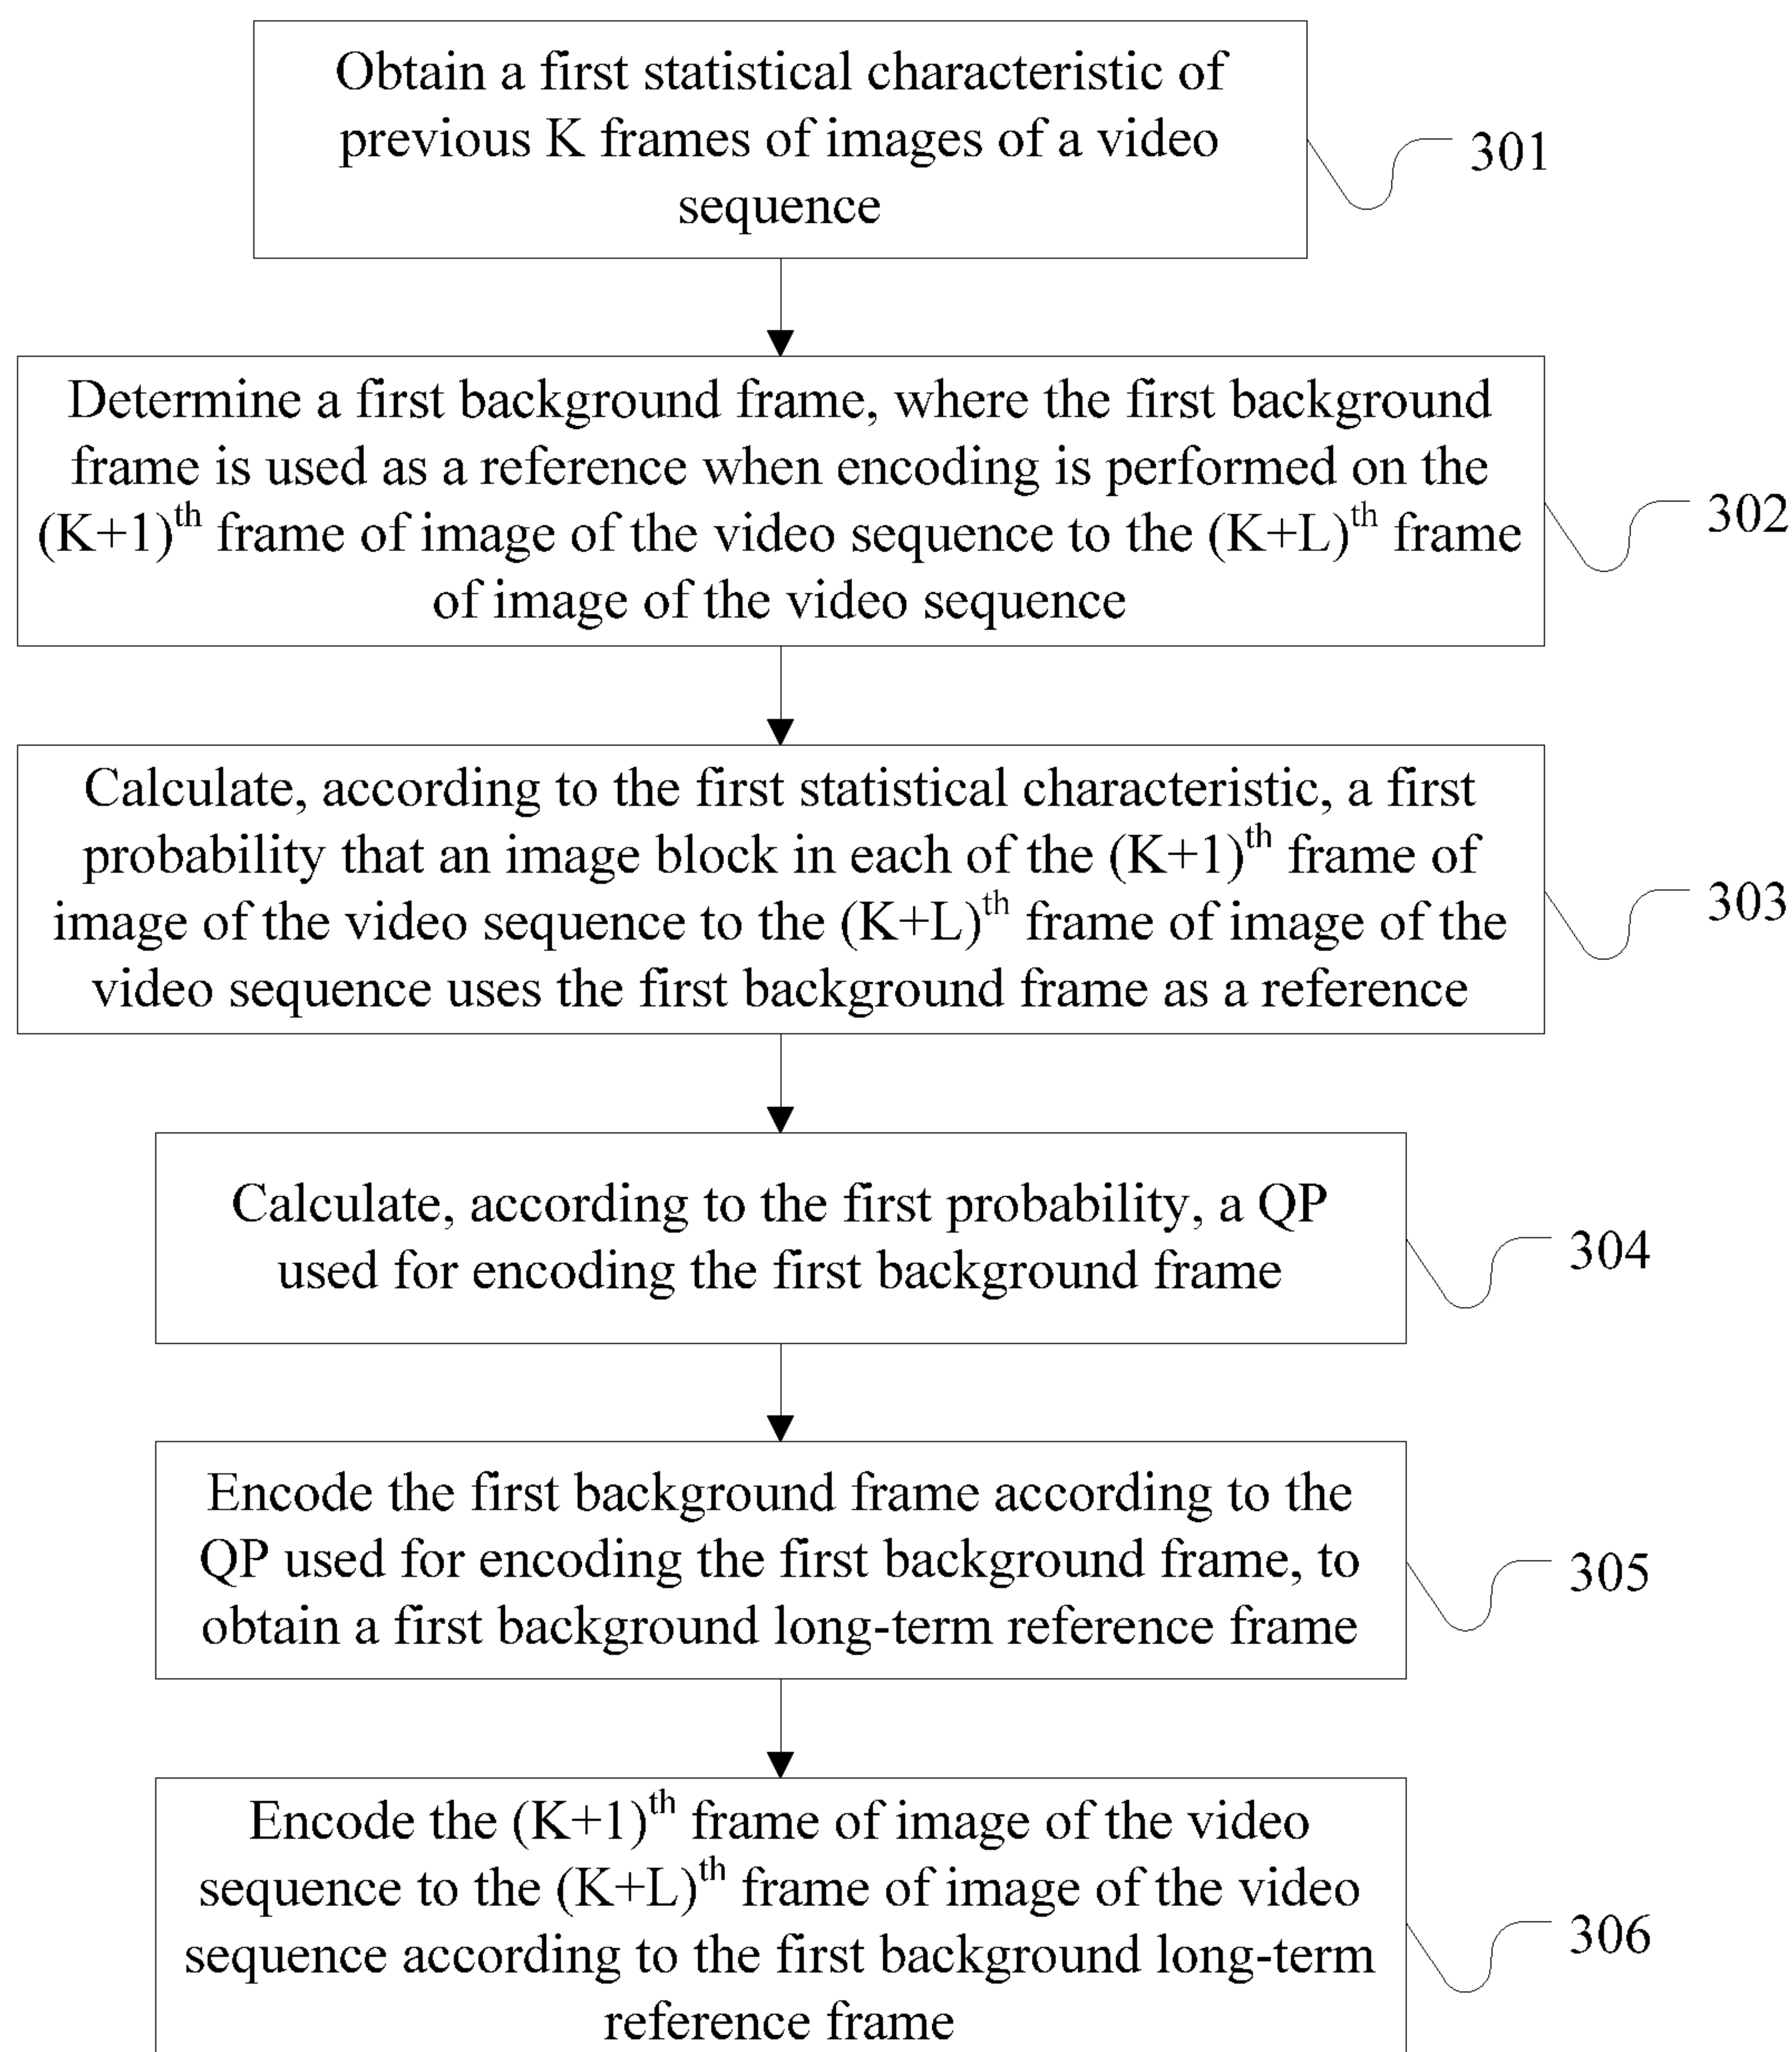 Obtain a first statistical characteristic of
previous K frames of images of a video
sequence
301
Determine a first background frame, where the first background
frame is used as a reference when encoding is performed on the
(K+1)th frame of image of the video sequence to the (K+L)th frame
of image of the video sequence
302
Calculate, according to the first statistical characteristic, a first
probability that an image block in each of the (K+1)th frame of
image of the video sequence to the (K+L)th frame of image of the
video sequence uses the first background frame as a reference
303
Calculate, according to the first probability, a QP
used for encoding the first background frame
304
Encode the first background frame according to the
QP used for encoding the first background frame, to
obtain a first background long-term reference frame
305
Encode the (K+1)th frame of image of the video
sequence to the (K+L)th frame of image of the video
sequence according to the first background long-term
reference frame
306